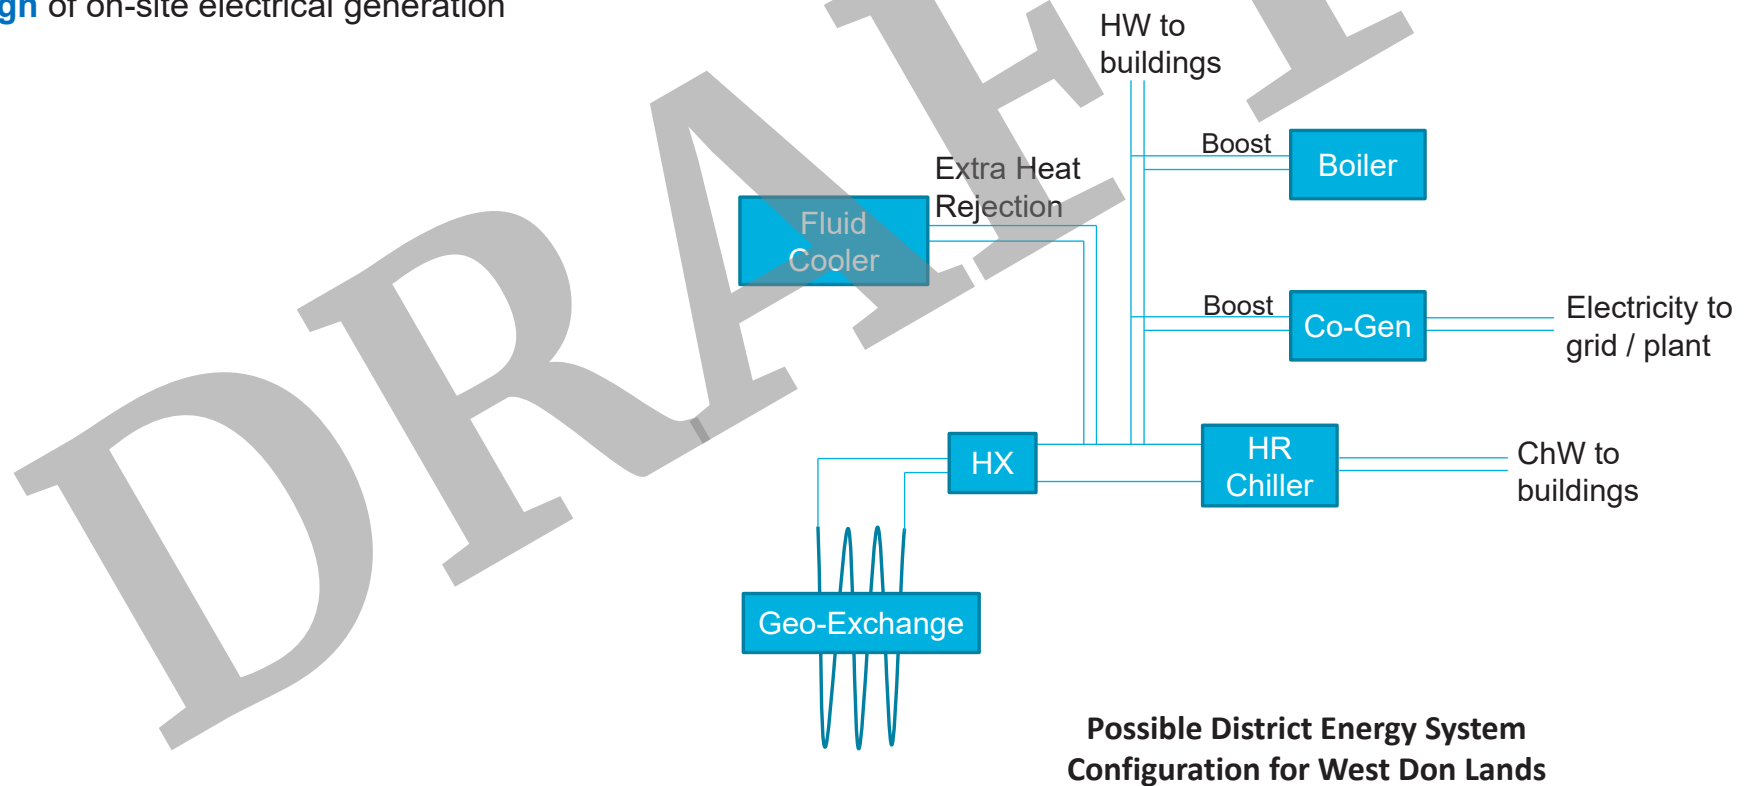 gn of on-site electrical generation
HW to
buildings
Boost
Boiler
Extra Heat
Rejection
Fluid
Cooler
Boost
Co-Gen
Electricity to
grid / plant
HX
HR
Chiller
ChW to
buildings
Geo-Exchange
Possible District Energy System
Configuration for West Don Lands
DRAFT